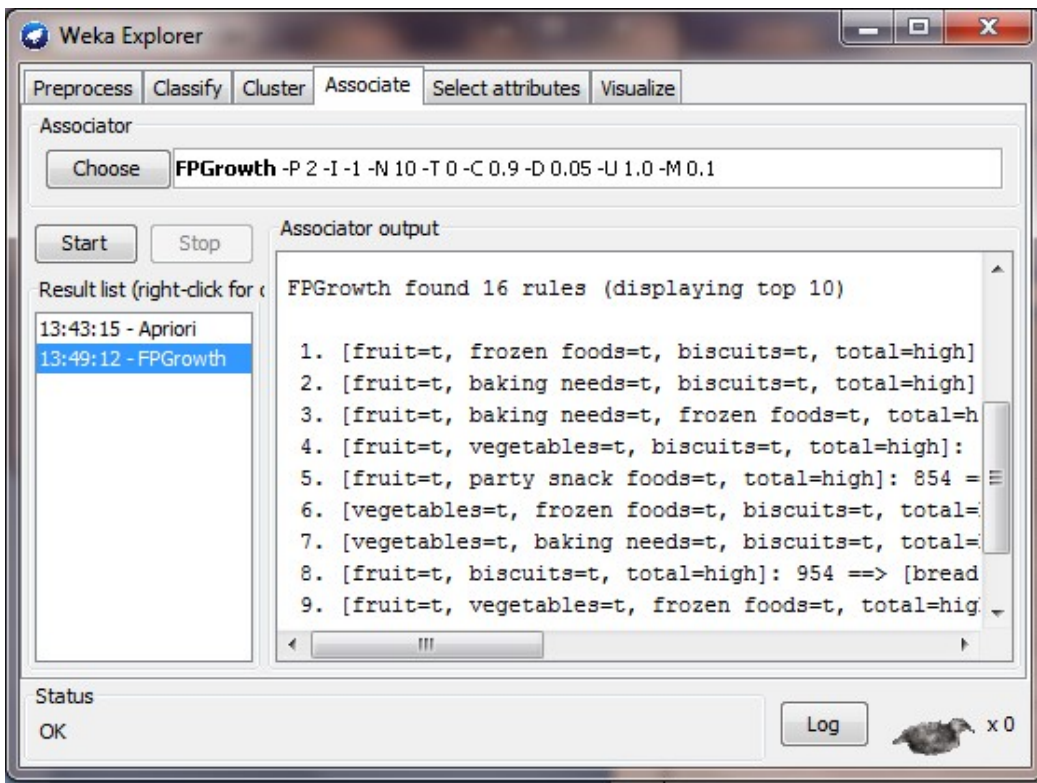 Weka Explorer
Preprocess Classify Cluster Associate Select attributes Visualize
Associator
Choose FPGrowth -P 2 -I -1 -N 10 -T 0 -C 0.9 -D 0.05 -U 1.0 -M 0.1
Start Stop
Result list (right-click for o
13:43:15 - Apriori
13:49:12 - FPGrowth
Associator output
FPGrowth found 16 rules (displaying top 10)
1. [fruit=t, frozen foods=t, biscuits=t, total=high]
2. [fruit=t, baking needs=t, biscuits=t, total=high]
3. [fruit=t, baking needs=t, frozen foods=t, total=h
4. [fruit=t, vegetables=t, biscuits=t, total=high]:
5. [fruit=t, party snack foods=t, total=high]: 854 =
6. [vegetables=t, frozen foods=t, biscuits=t, total=
7. [vegetables=t, baking needs=t, biscuits=t, total=
8. [fruit=t, biscuits=t, total=high]: 954 ==> [bread
9. [fruit=t, vegetables=t, frozen foods=t, total=hig
Status
OK
Log
x 0